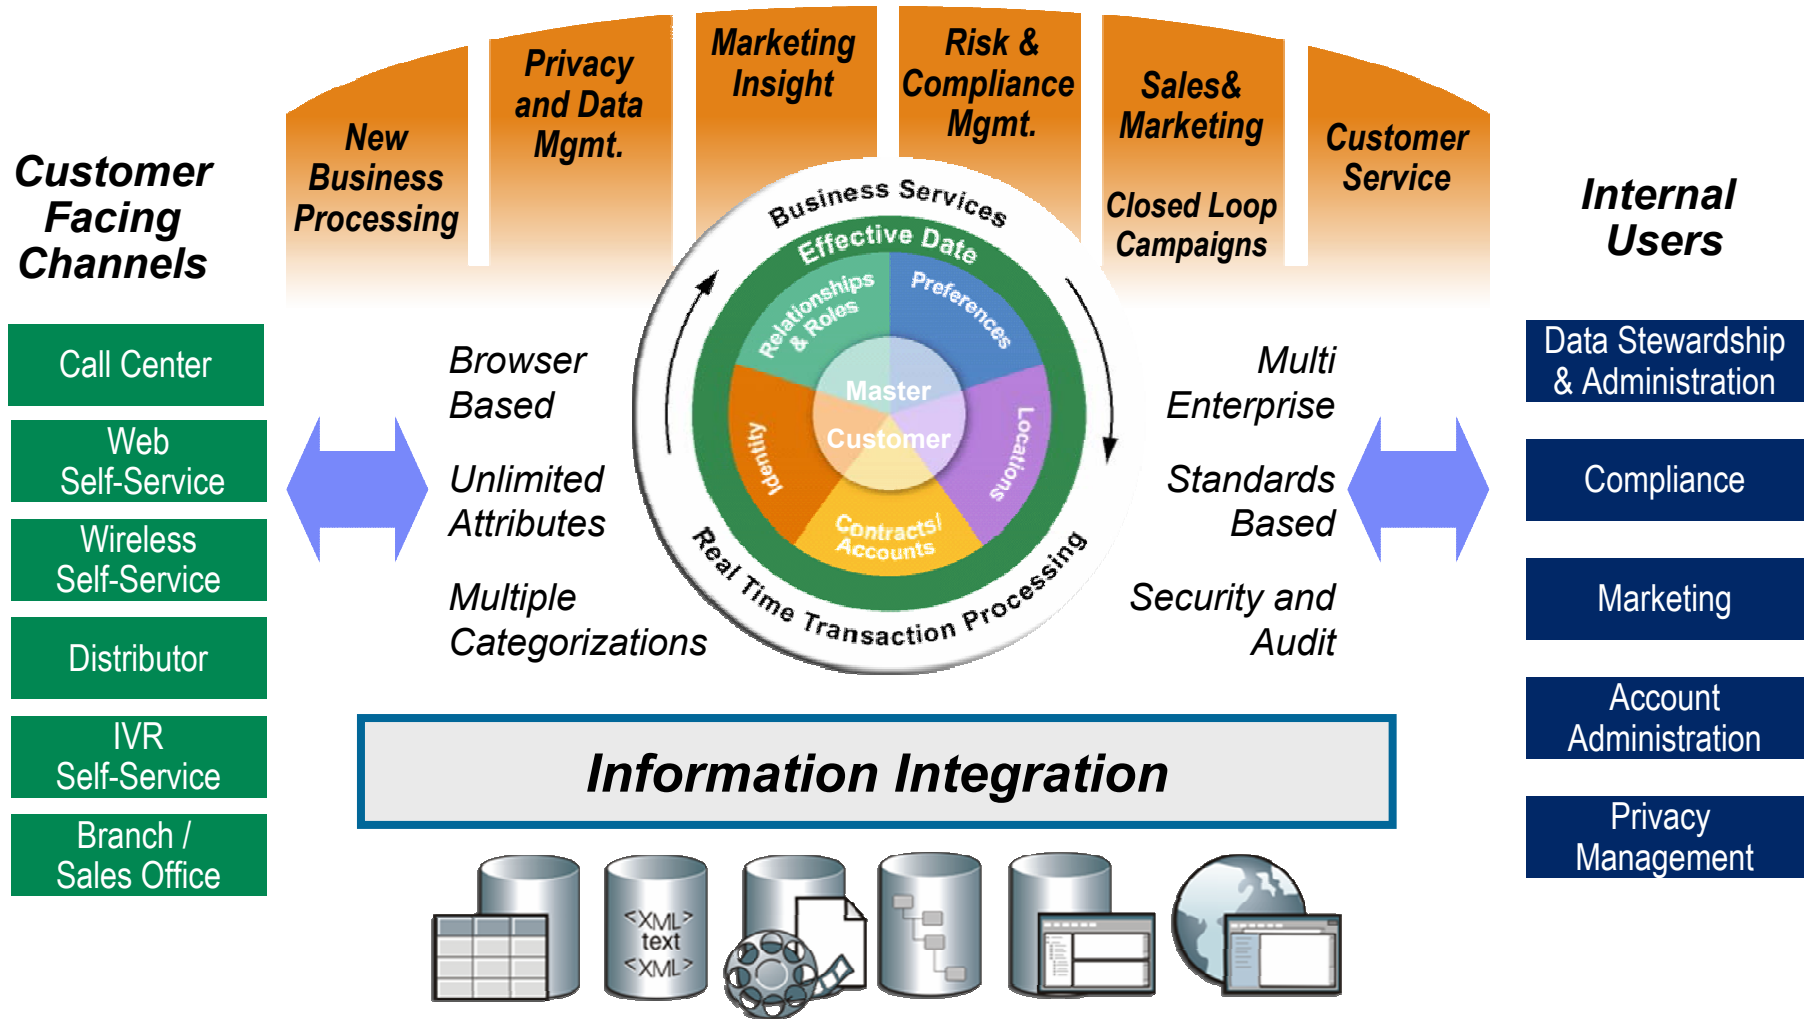 New
Business
Processing
Privacy
and Data
Mgmt.
Marketing
Insight
Risk &
Compliance
Mgmt.
Sales&
Marketing
Closed Loop
Campaigns
Customer
Service
Customer
Facing
Channels
Call Center
Web
Self-Service
Wireless
Self-Service
Distributor
IVR
Self-Service
Branch /
Sales Office
Browser
Based
Unlimited
Attributes
Multiple
Categorizations
Business Services
Effective Date
Relationships
& Roles
Preferences
Identity
Locations
Contracts/
Accounts
Master
Customer
Real Time Transaction Processing
Multi
Enterprise
Standards
Based
Security and
Audit
Internal
Users
Data Stewardship
& Administration
Compliance
Marketing
Account
Administration
Privacy
Management
Information Integration
<XML>
text
<XML>